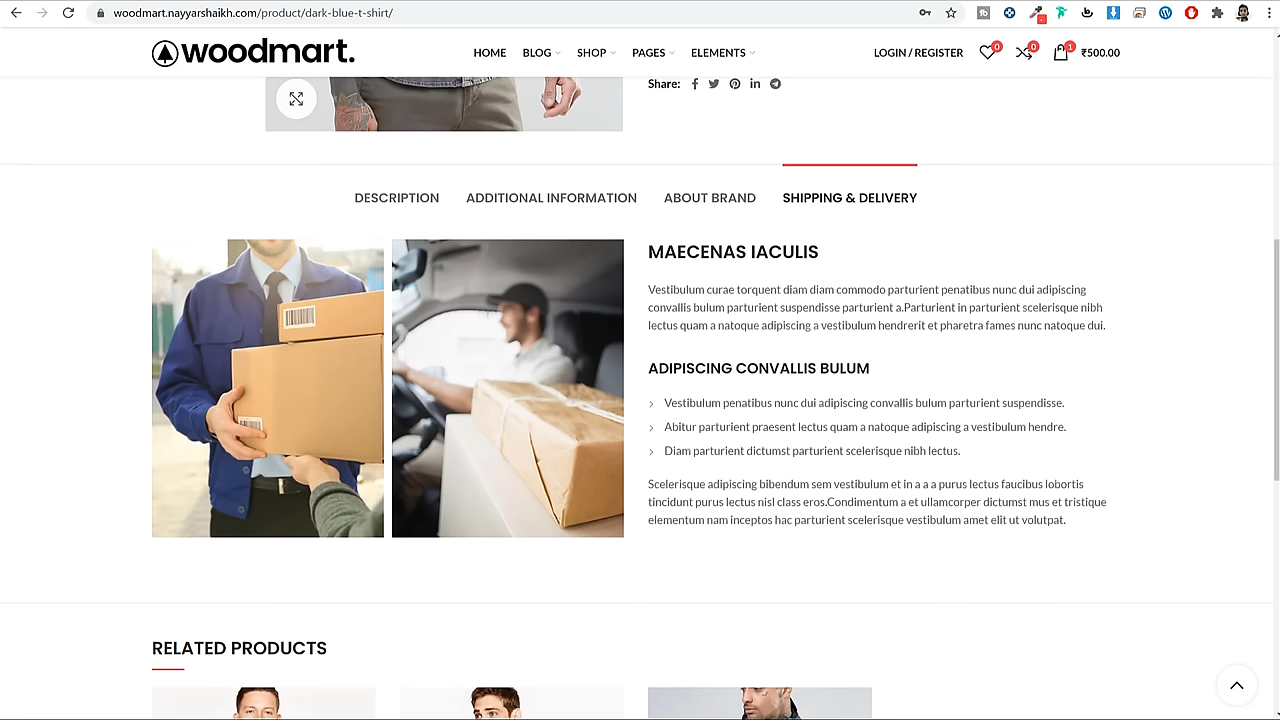 woodmart.nayyarshaikh.com/product/dark-blue-t-shirt/
woodmart.
HOME BLOG SHOP PAGES ELEMENTS LOGIN / REGISTER 0 0 1 ₹500.00
Share:
DESCRIPTION ADDITIONAL INFORMATION ABOUT BRAND SHIPPING & DELIVERY
MAECENAS IACULIS
Vestibulum curae torquent diam diam commodo parturient penatibus nunc dui adipiscing
convallis bulum parturient suspendisse parturient a.Parturient in parturient scelerisque nibh
lectus quam a natoque adipiscing a vestibulum hendrerit et pharetra fames nunc natoque dui.
ADIPISCING CONVALLIS BULUM
Vestibulum penatibus nunc dui adipiscing convallis bulum parturient suspendisse.
Abitur parturient praesent lectus quam a natoque adipiscing a vestibulum hendre.
Diam parturient dictumst parturient scelerisque nibh lectus.
Scelerisque adipiscing bibendum sem vestibulum et in a a a purus lectus faucibus lobortis
tincidunt purus lectus nisl class eros.Condimentum a et ullamcorper dictumst mus et tristique
elementum nam inceptos hac parturient scelerisque vestibulum amet elit ut volutpat.
RELATED PRODUCTS